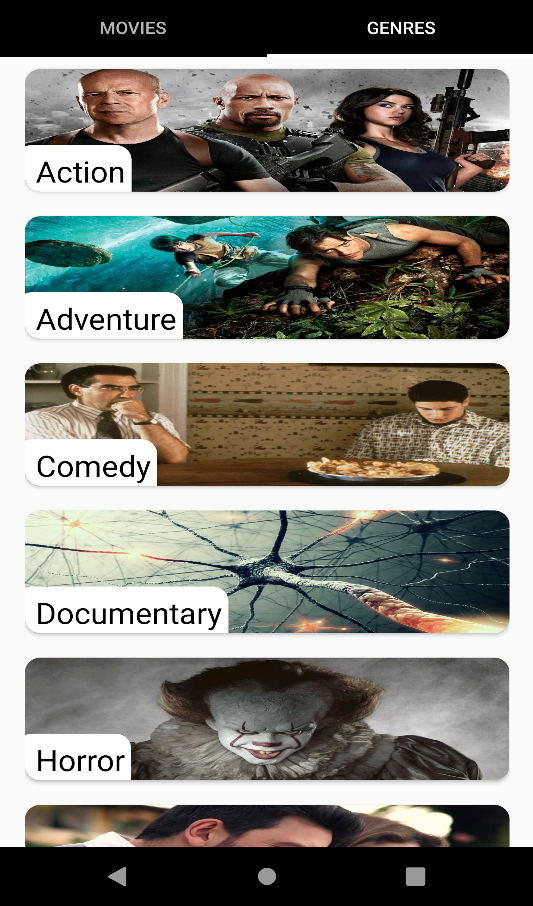 MOVIES
GENRES
Action
Adventure
Comedy
Documentary
Horror